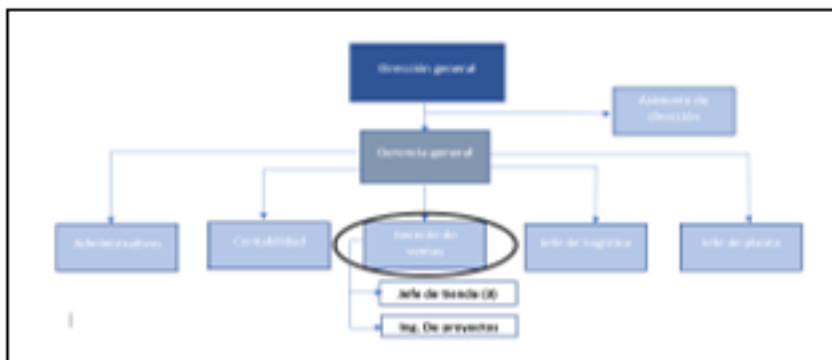 Dirección general
Asistente de
dirección
Gerencia general
Administrativos
Contabilidad
Gerente de
ventas
Jefe de logística
Jefe de planta
Jefe de tienda (3)
Ing. De proyectos